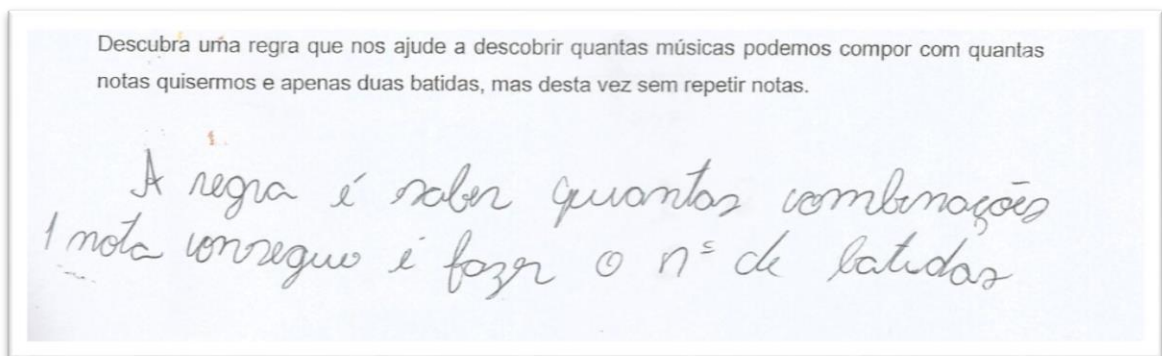 Descubra uma regra que nos ajude a descobrir quantas músicas podemos compor com quantas
notas quisermos e apenas duas batidas, mas desta vez sem repetir notas.
A regra é saber quantas combinações
1 nota consegue e fazer o nº de batidas